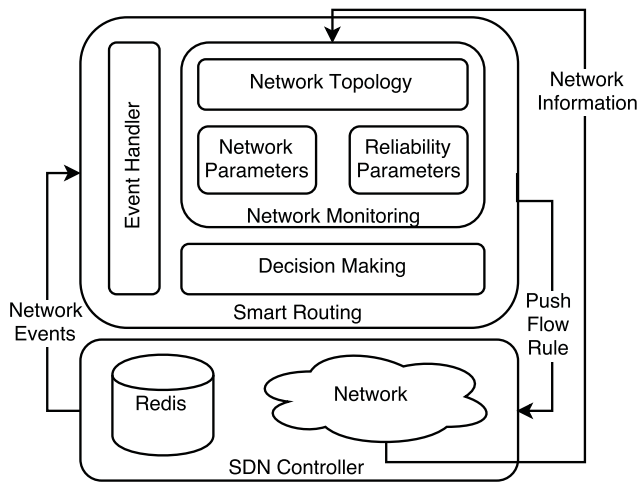 Network Topology
Network
Parameters
Reliability
Parameters
Network Monitoring
Event Handler
Decision Making
Smart Routing
Network
Information
Network
Events
Push
Flow
Rule
Redis
Network
SDN Controller